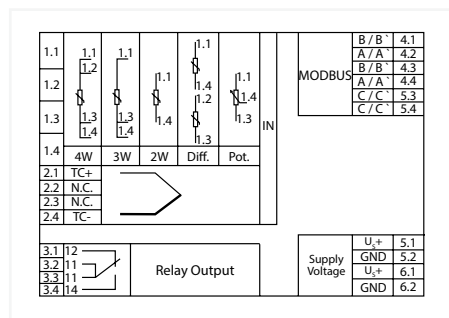 1.1
1.2
1.3
1.4
1.1
1.2
1.3
1.4
4W
1.1
1.3
1.4
3W
1.1
1.4
2W
1.1
1.4
1.2
1.3
Diff.
1.1
1.4
1.3
Pot.
IN
MODBUS
B / B` 4.1
A / A` 4.2
B / B` 4.3
A / A` 4.4
C / C` 5.3
C / C` 5.4
2.1 TC+
2.2 N.C.
2.3 N.C.
2.4 TC-
3.1 12
3.2 11
3.3 11
3.4 14
Relay Output
Supply
Voltage
Us+ 5.1
GND 5.2
Us+ 6.1
GND 6.2